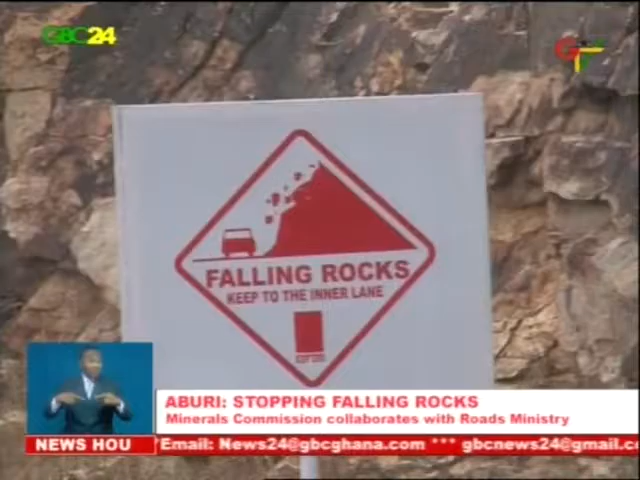 GBC24
GTV
FALLING ROCKS
KEEP TO THE INNER LANE
ABURI: STOPPING FALLING ROCKS
Minerals Commission collaborates with Roads Ministry
NEWS HOU
Email: News24@gbcghana.com *** gbcnews24@gmail.c